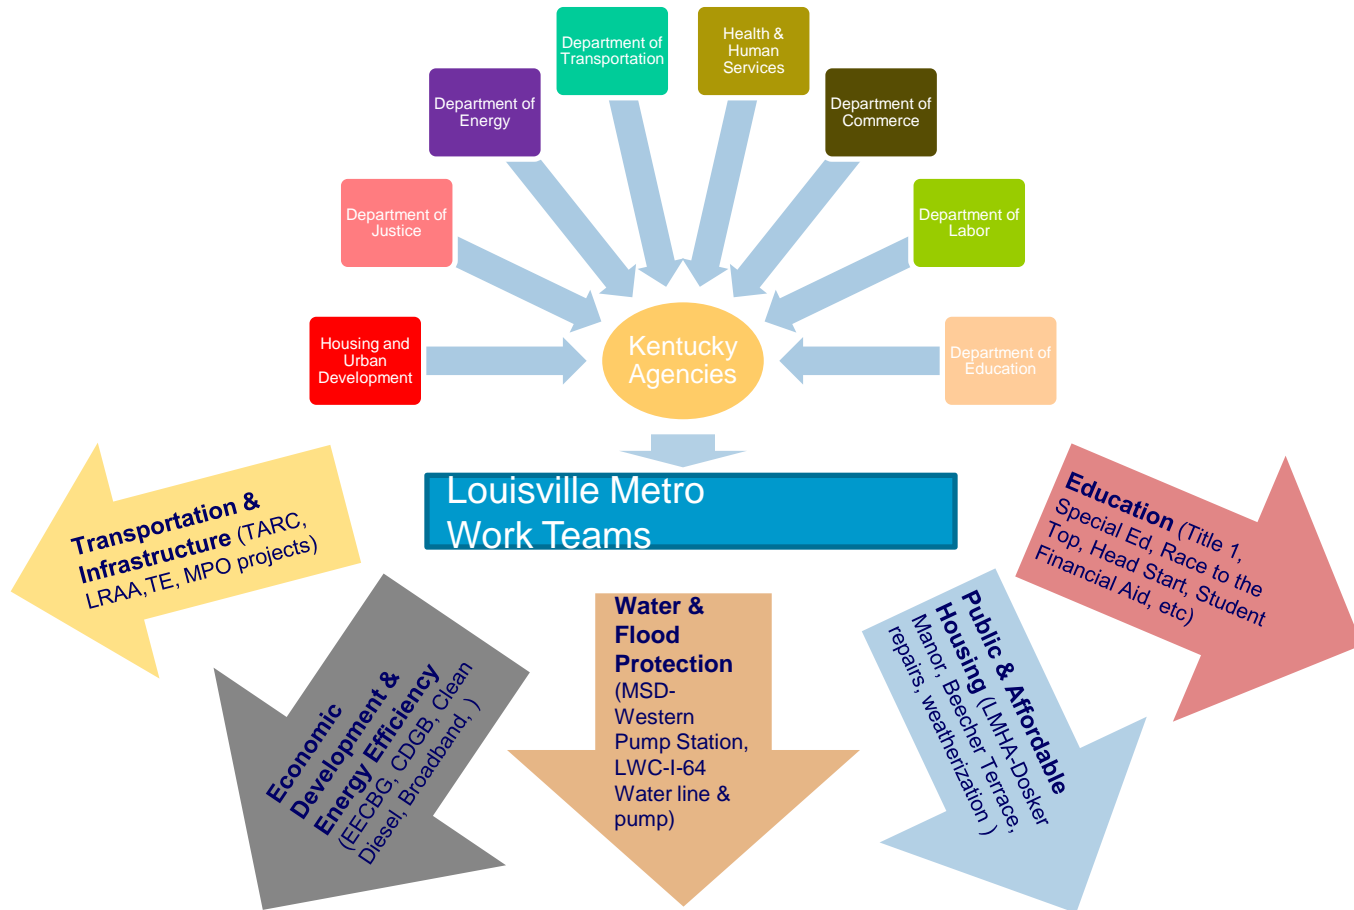 Department of
Transportation
Health &
Human
Services
Department of
Energy
Department of
Commerce
Department of
Justice
Department of
Labor
Housing and
Urban
Development
Kentucky
Agencies
Department of
Education
Louisville Metro
Work Teams
Transportation &
Infrastructure (TARC,
LRAA,TE, MPO projects)
Economic
Development &
Energy Efficiency
(EECBG, CDGB, Clean
Diesel, Broadband, )
Water &
Flood
Protection
(MSD-
Western
Pump Station,
LWC-I-64
Water line &
pump)
Public & Affordable
Housing (LMHA-Dosker
Manor, Beecher Terrace,
repairs, weatherization )
Education (Title 1,
Special Ed, Race to the
Top, Head Start, Student
Financial Aid, etc)